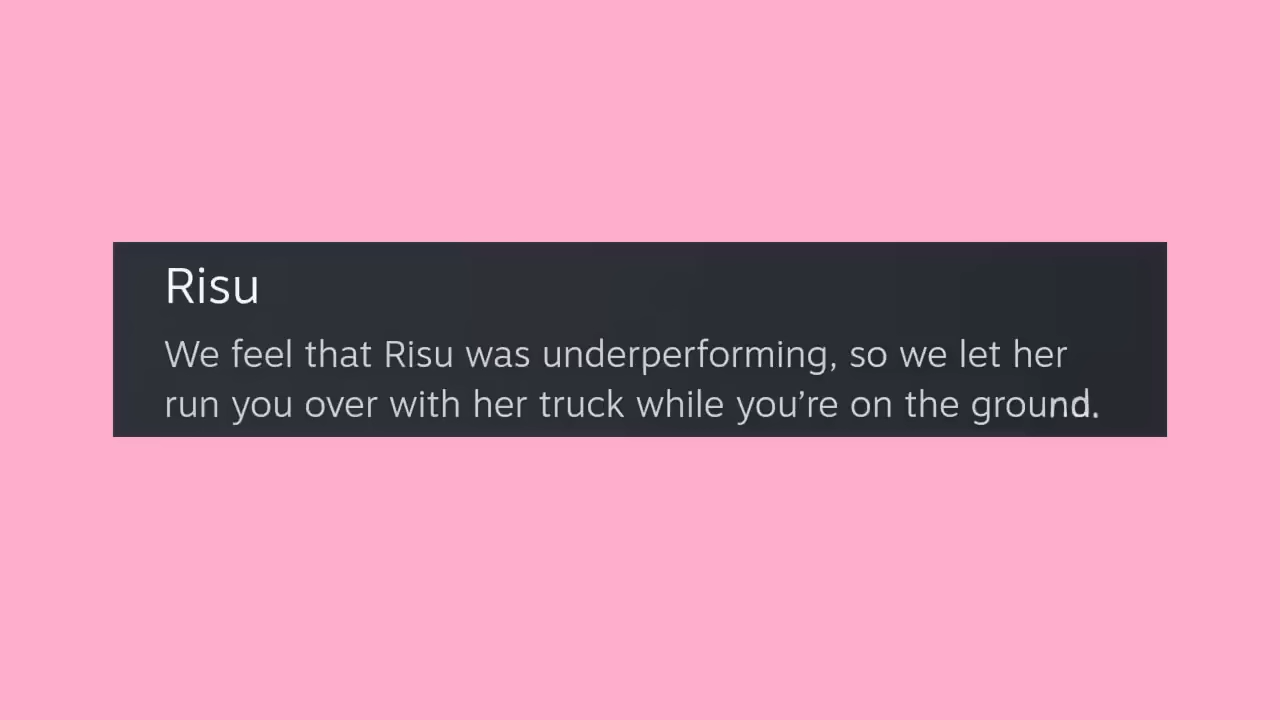 Risu
We feel that Risu was underperforming, so we let her
run you over with her truck while you’re on the ground.